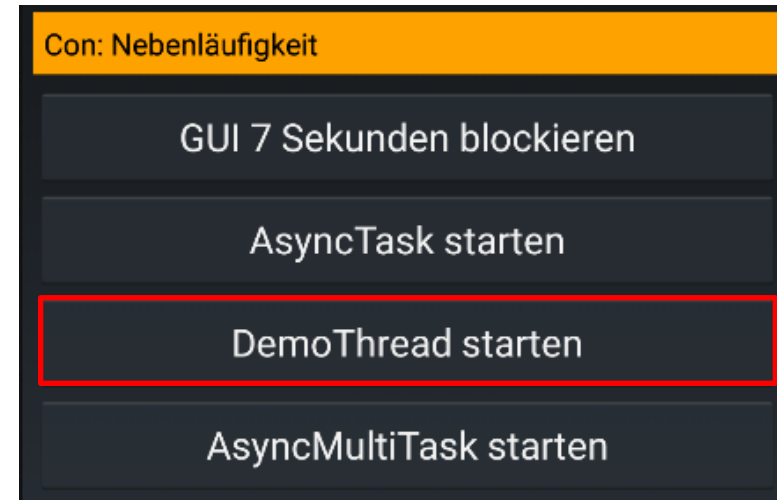 Con: Nebenläufigkeit
GUI 7 Sekunden blockieren
AsyncTask starten
DemoThread starten
AsyncMultiTask starten